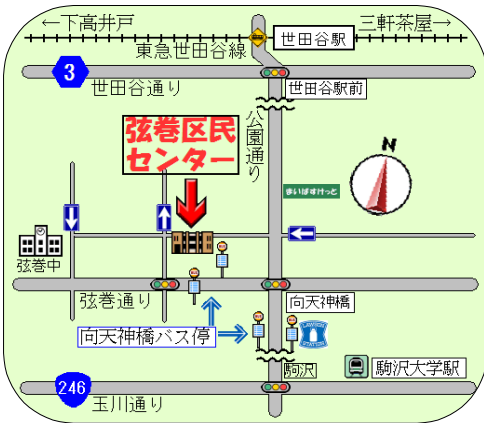 ←下高井戸
三軒茶屋→
東急世田谷線
世田谷駅
3
世田谷通り
世田谷駅前
公園通り
弦巻区民
センター
N
まいばすけっと
弦巻中
弦巻通り
向天神橋
向天神橋バス停
LAWSON
STATION
駒沢
駒沢大学駅
246
玉川通り